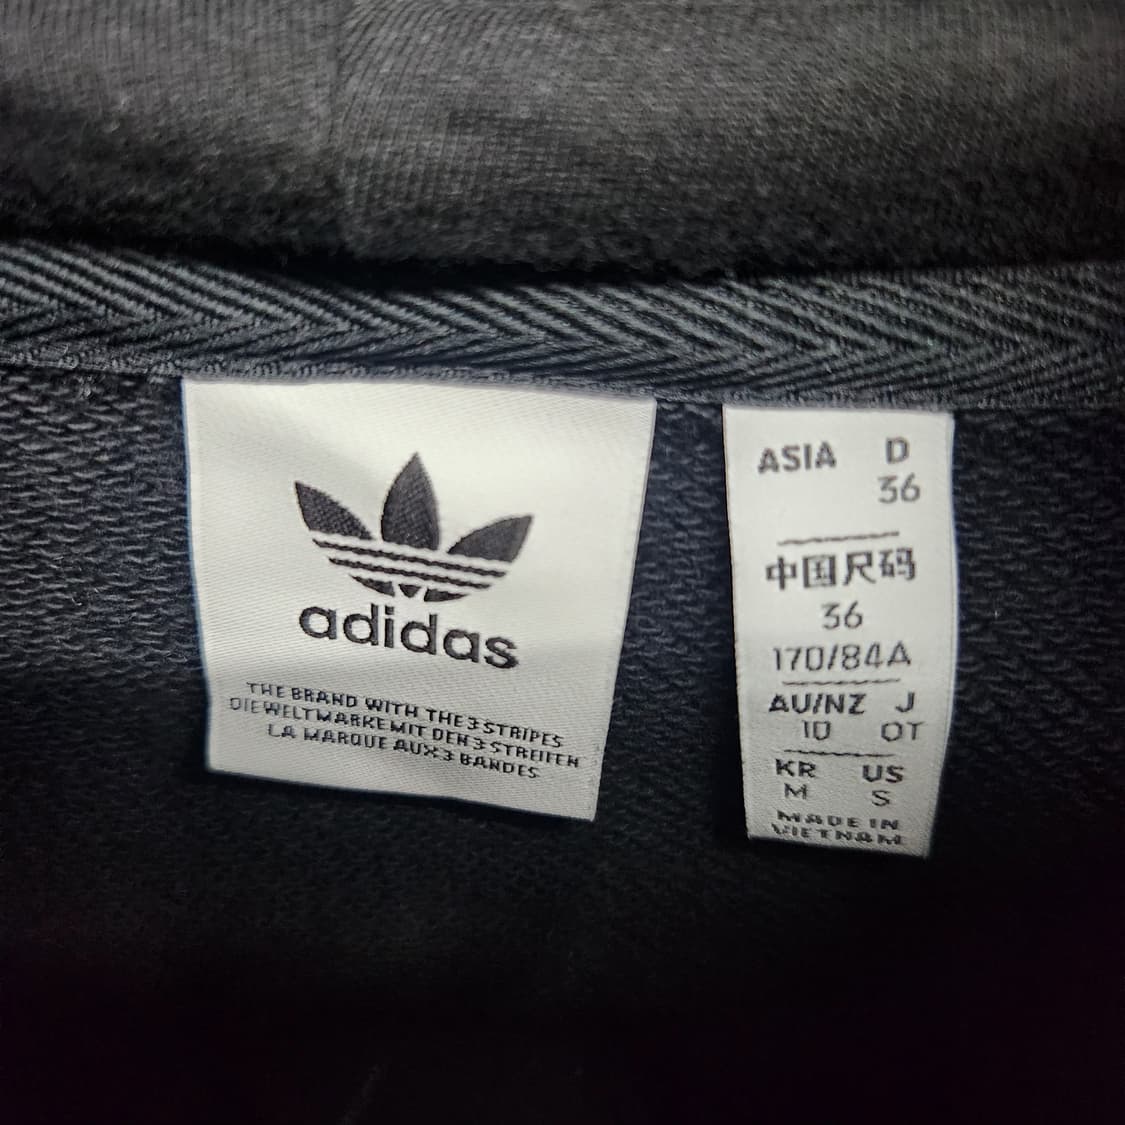 adidas
THE BRAND WITH THE 3 STRIPES
DIE WELTMARKE MIT DEN 3 STREIFEN
LA MARQUE AUX 3 BANDES
ASIA D
36
中国尺码
36
170/84A
AU/NZ J
10 OT
KR US
M S
MADE IN
VIETNAM